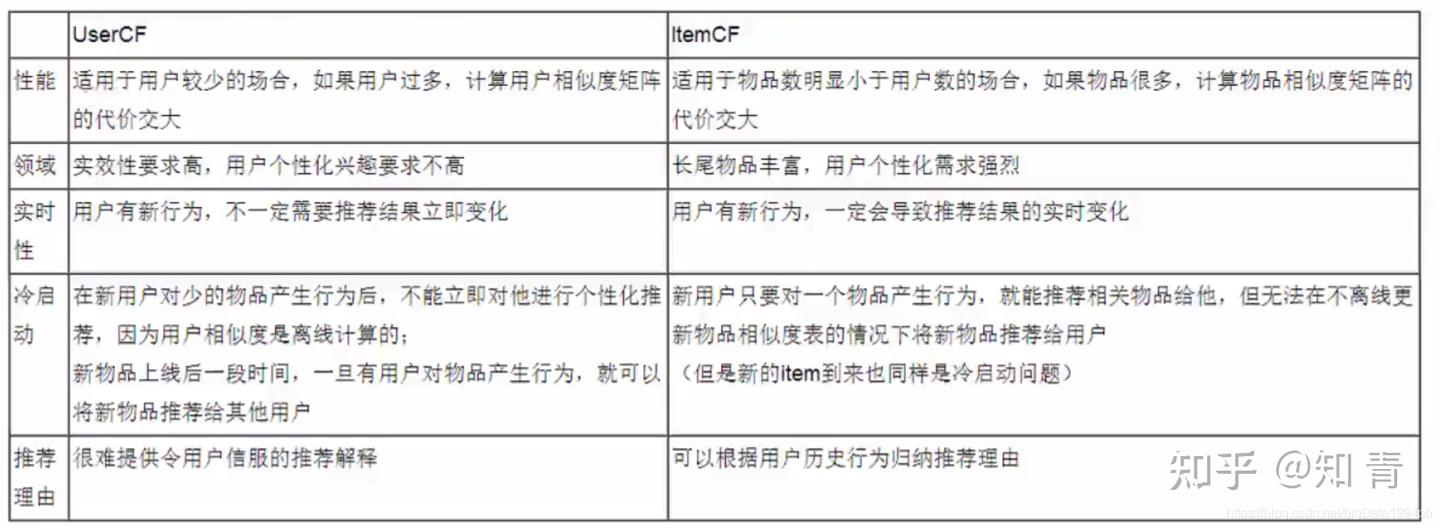 UserCF
ItemCF
性能
适用于用户较少的场合，如果用户过多，计算用户相似度矩阵
的代价交大
适用于物品数明显小于用户数的场合，如果物品很多，计算物品相似度矩阵的
代价交大
领域
实效性要求高，用户个性化兴趣要求不高
长尾物品丰富，用户个性化需求强烈
实时
性
用户有新行为，不一定需要推荐结果立即变化
用户有新行为，一定会导致推荐结果的实时变化
冷启
动
在新用户对少的物品产生行为后，不能立即对他进行个性化推
荐，因为用户相似度是离线计算的；
新物品上线后一段时间，一旦有用户对物品产生行为，就可以
将新物品推荐给其他用户
新用户只要对一个物品产生行为，就能推荐相关物品给他，但无法在不离线更
新物品相似度表的情况下将新物品推荐给用户
（但是新的item到来也同样是冷启动问题）
推荐
理由
很难提供令用户信服的推荐解释
可以根据用户历史行为归纳推荐理由
知乎 @知 青